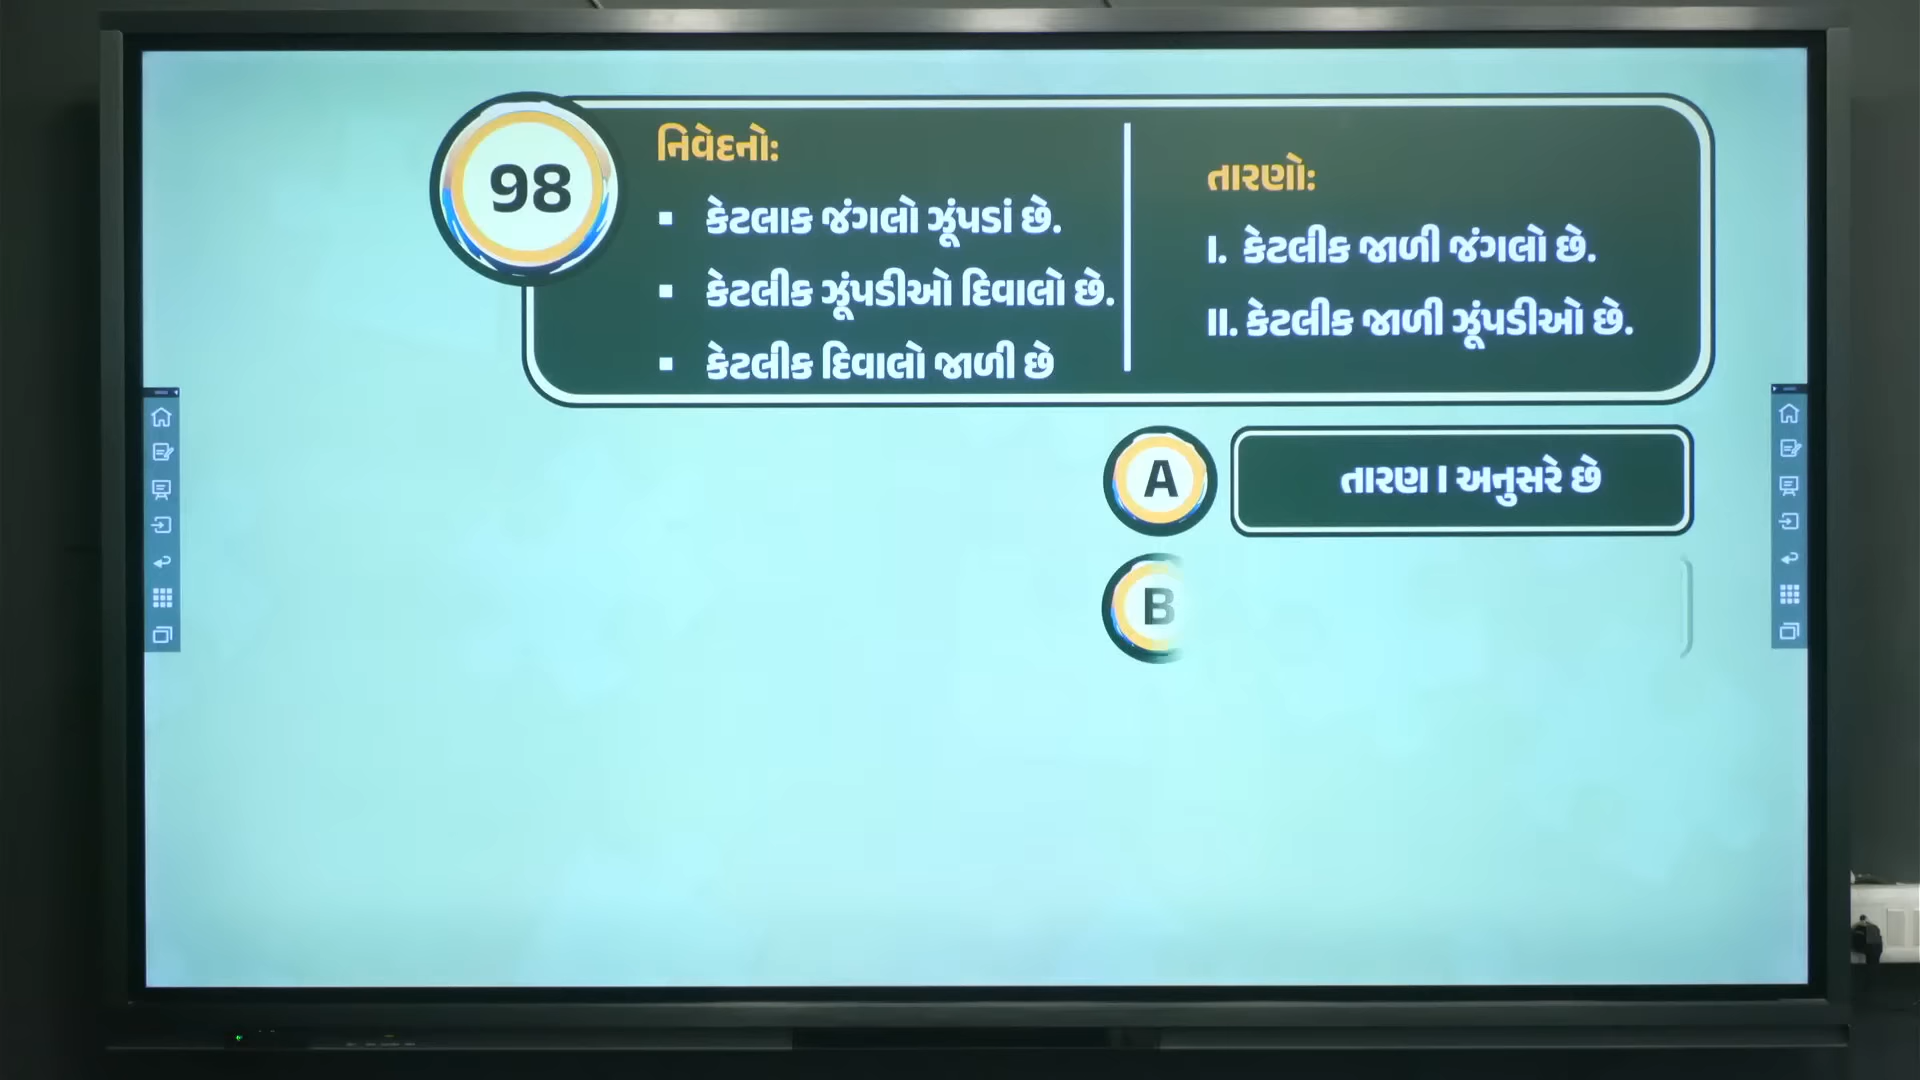 98
નિવેદનો:
▪ કેટલાક જંગલો ઝૂંપડાં છે.
▪ કેટલીક ઝૂંપડીઓ દિવાલો છે.
▪ કેટલીક દિવાલો જાળી છે
તારણો:
I. કેટલીક જાળી જંગલો છે.
II. કેટલીક જાળી ઝૂંપડીઓ છે.
A તારણ I અનુસરે છે
B